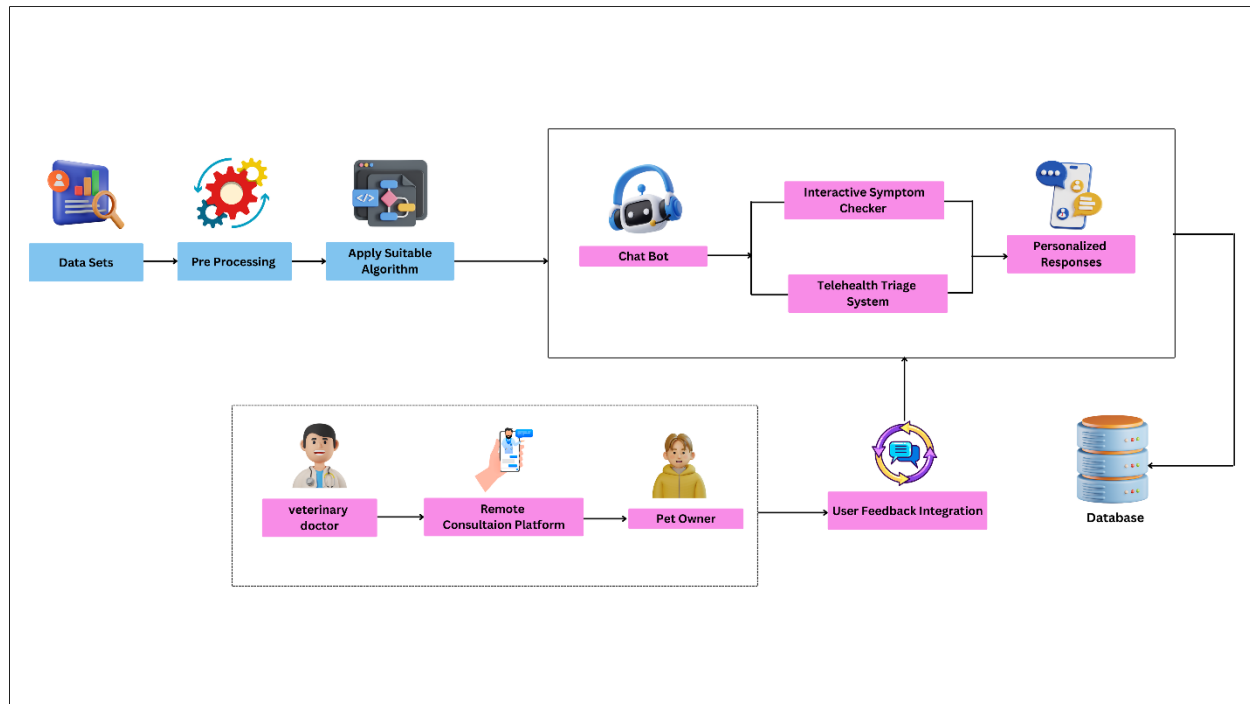 Data Sets
Pre Processing
Apply Suitable
Algorithm
</>
Chat Bot
Interactive Symptom
Checker
Telehealth Triage
System
Personalized
Responses
veterinary
doctor
Remote
Consultaion Platform
Pet Owner
User Feedback Integration
Database